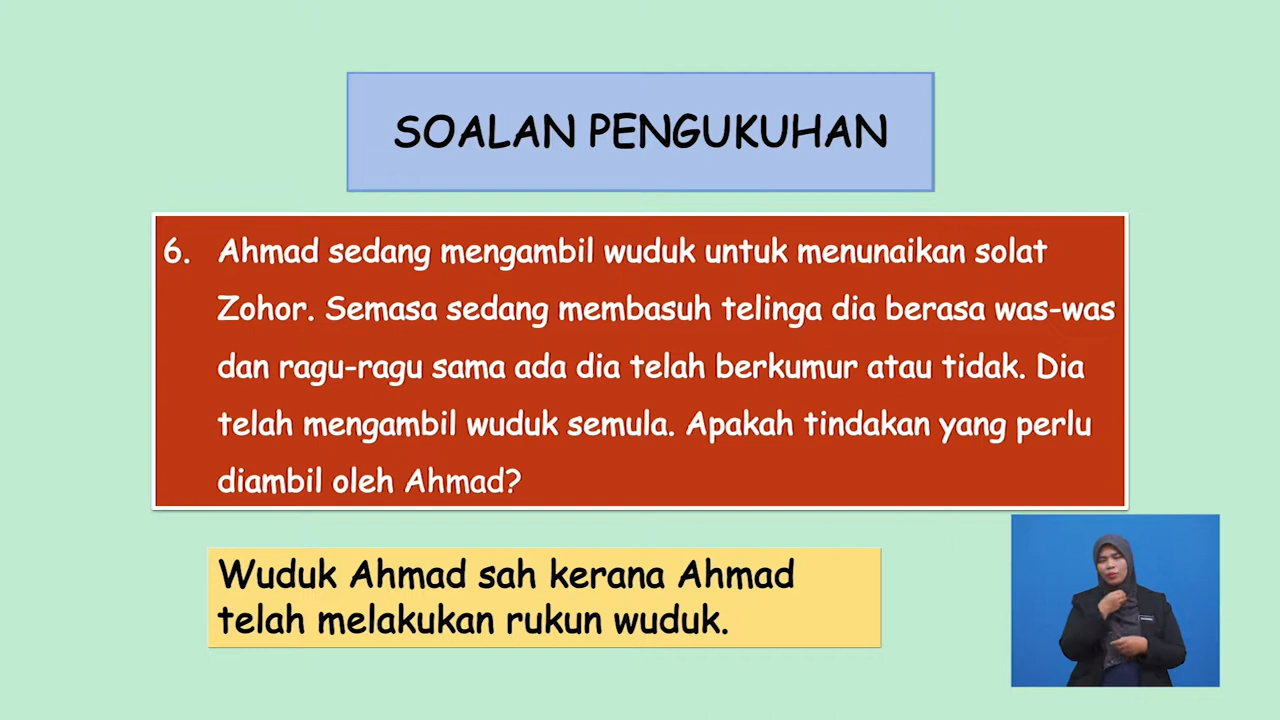 SOALAN PENGUKUHAN
6. Ahmad sedang mengambil wuduk untuk menunaikan solat
Zohor. Semasa sedang membasuh telinga dia berasa was-was
dan ragu-ragu sama ada dia telah berkumur atau tidak. Dia
telah mengambil wuduk semula. Apakah tindakan yang perlu
diambil oleh Ahmad?
Wuduk Ahmad sah kerana Ahmad
telah melakukan rukun wuduk.